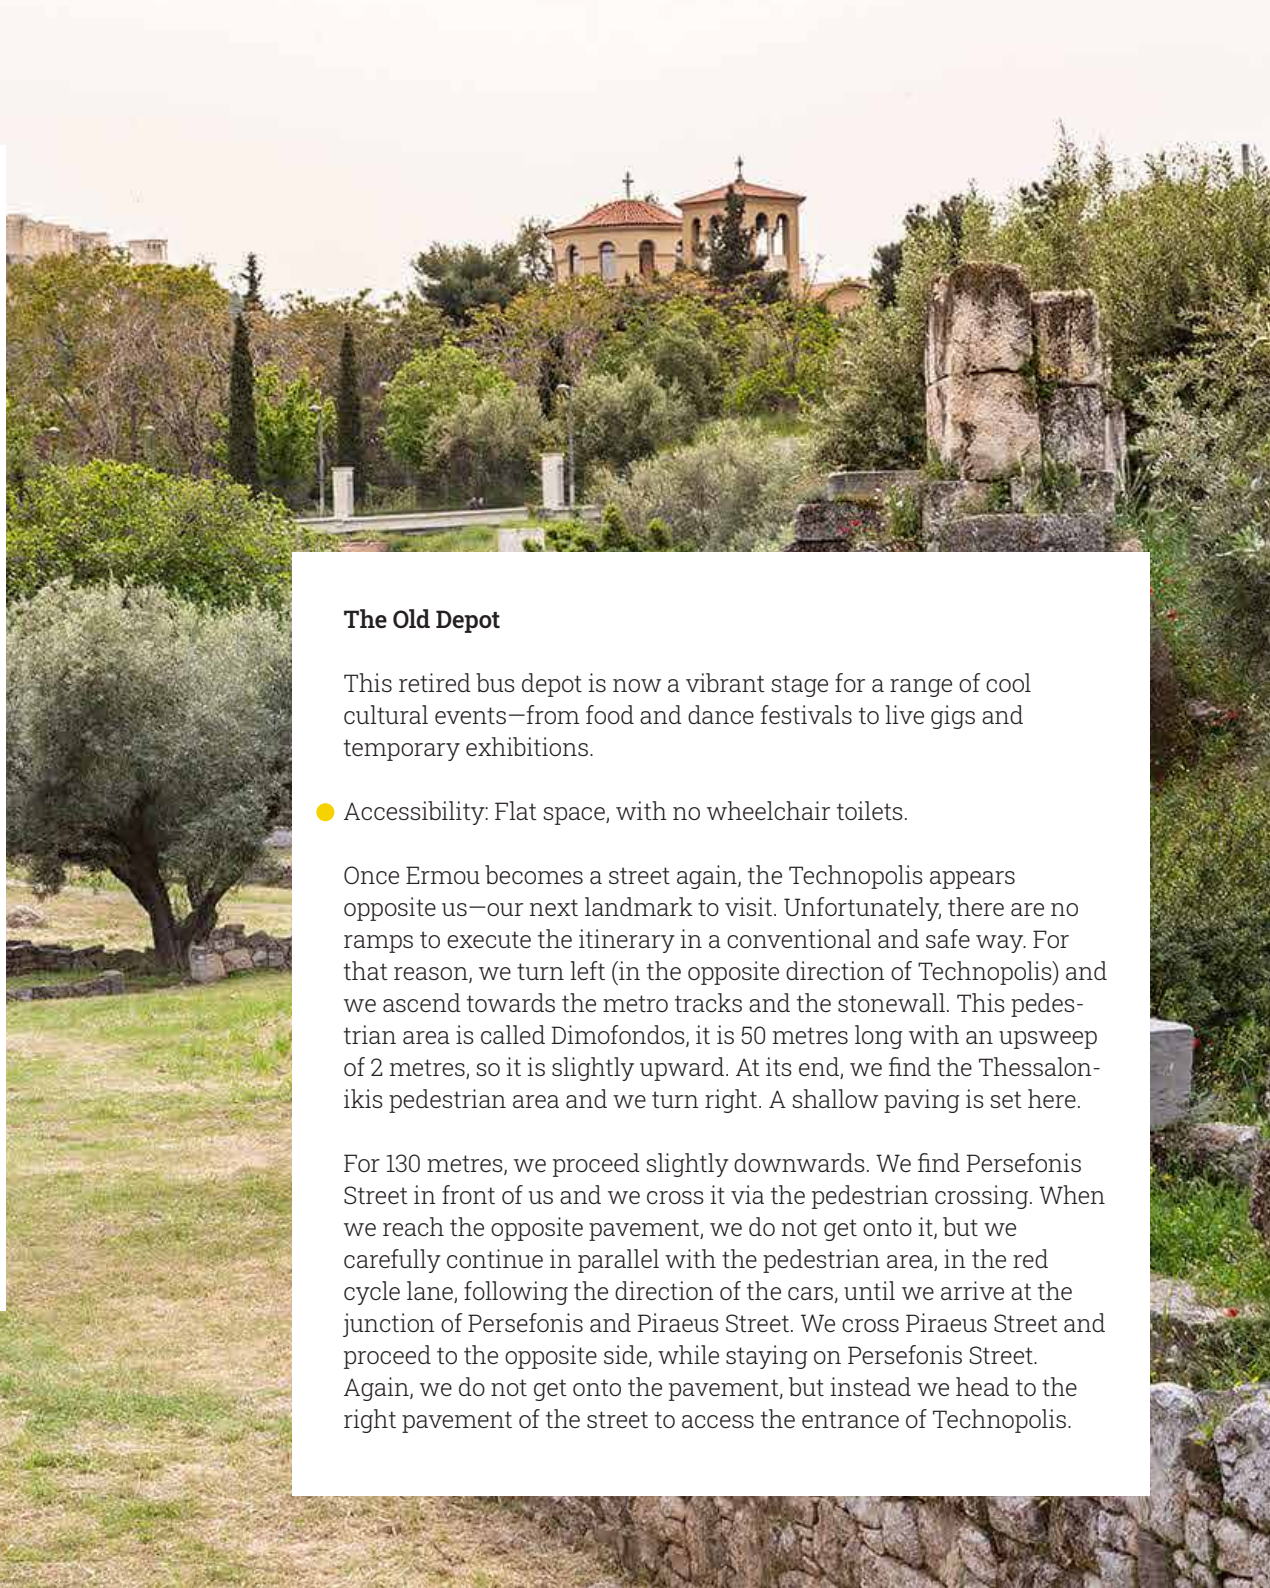 The Old Depot
This retired bus depot is now a vibrant stage for a range of cool
cultural events—from food and dance festivals to live gigs and
temporary exhibitions.
Accessibility: Flat space, with no wheelchair toilets.
Once Ermou becomes a street again, the Technopolis appears
opposite us—our next landmark to visit. Unfortunately, there are no
ramps to execute the itinerary in a conventional and safe way. For
that reason, we turn left (in the opposite direction of Technopolis) and
we ascend towards the metro tracks and the stonewall. This pedes-
trian area is called Dimofondos, it is 50 metres long with an upsweep
of 2 metres, so it is slightly upward. At its end, we find the Thessalon-
ikis pedestrian area and we turn right. A shallow paving is set here.
For 130 metres, we proceed slightly downwards. We find Persefonis
Street in front of us and we cross it via the pedestrian crossing. When
we reach the opposite pavement, we do not get onto it, but we
carefully continue in parallel with the pedestrian area, in the red
cycle lane, following the direction of the cars, until we arrive at the
junction of Persefonis and Piraeus Street. We cross Piraeus Street and
proceed to the opposite side, while staying on Persefonis Street.
Again, we do not get onto the pavement, but instead we head to the
right pavement of the street to access the entrance of Technopolis.